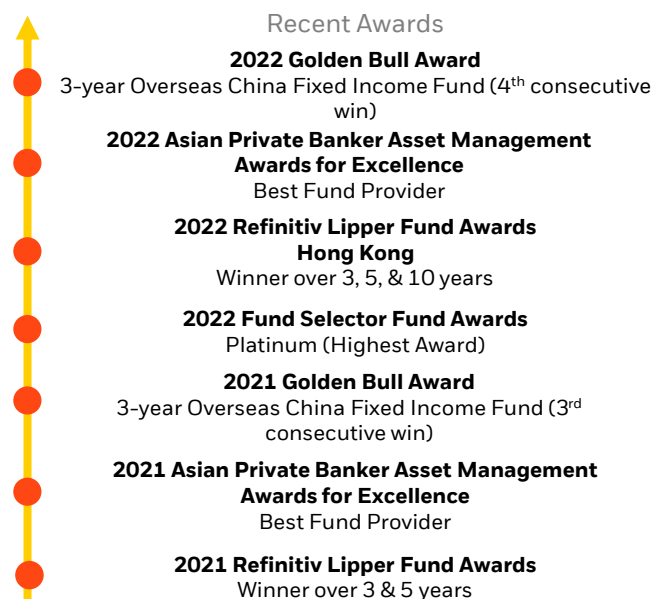 Recent Awards
2022 Golden Bull Award
3-year Overseas China Fixed Income Fund (4th consecutive
win)
2022 Asian Private Banker Asset Management
Awards for Excellence
Best Fund Provider
2022 Refinitiv Lipper Fund Awards
Hong Kong
Winner over 3, 5, & 10 years
2022 Fund Selector Fund Awards
Platinum (Highest Award)
2021 Golden Bull Award
3-year Overseas China Fixed Income Fund (3rd
consecutive win)
2021 Asian Private Banker Asset Management
Awards for Excellence
Best Fund Provider
2021 Refinitiv Lipper Fund Awards
Winner over 3 & 5 years